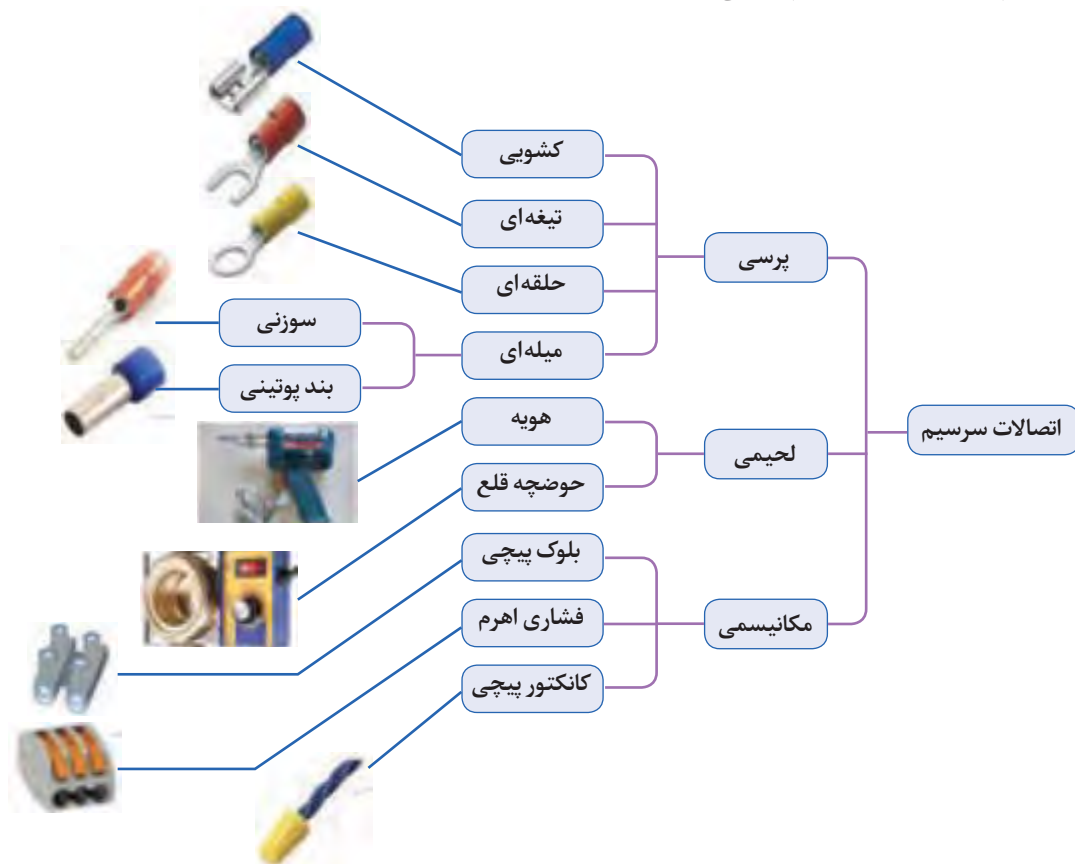 اتصالات سرسیم
پرسی
کشویی
تیغه‌ای
حلقه‌ای
میله‌ای
سوزنی
بند پوتینی
لحیمی
هویه
حوضچه قلع
مکانیسمی
بلوک پیچی
فشاری اهرم
کانکتور پیچی